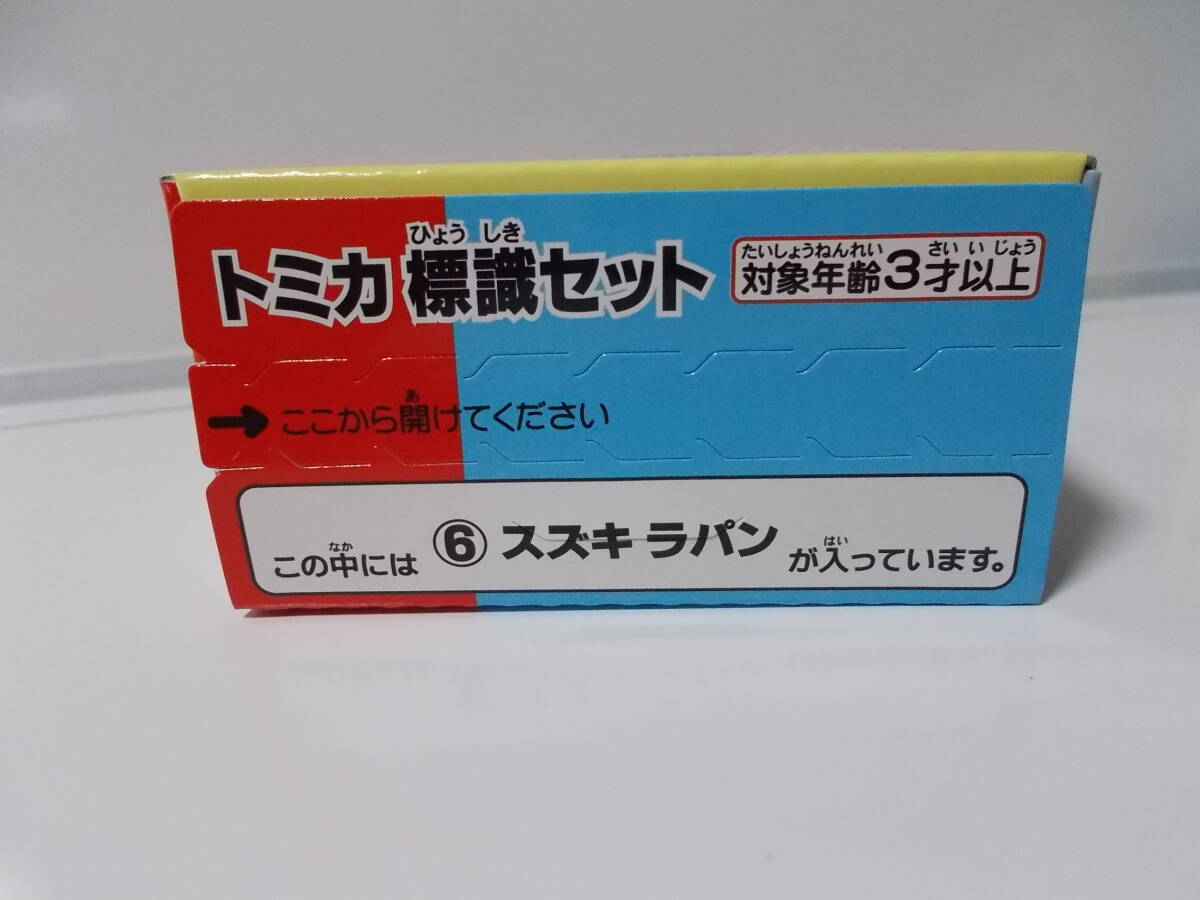 ひょう しき
トミカ 標識セット
たいしょうねんれい さい い じょう
対象年齢3才以上
あ
➡ ここから開けてください
なか はい
この中には ⑥ スズキ ラパン が入っています。